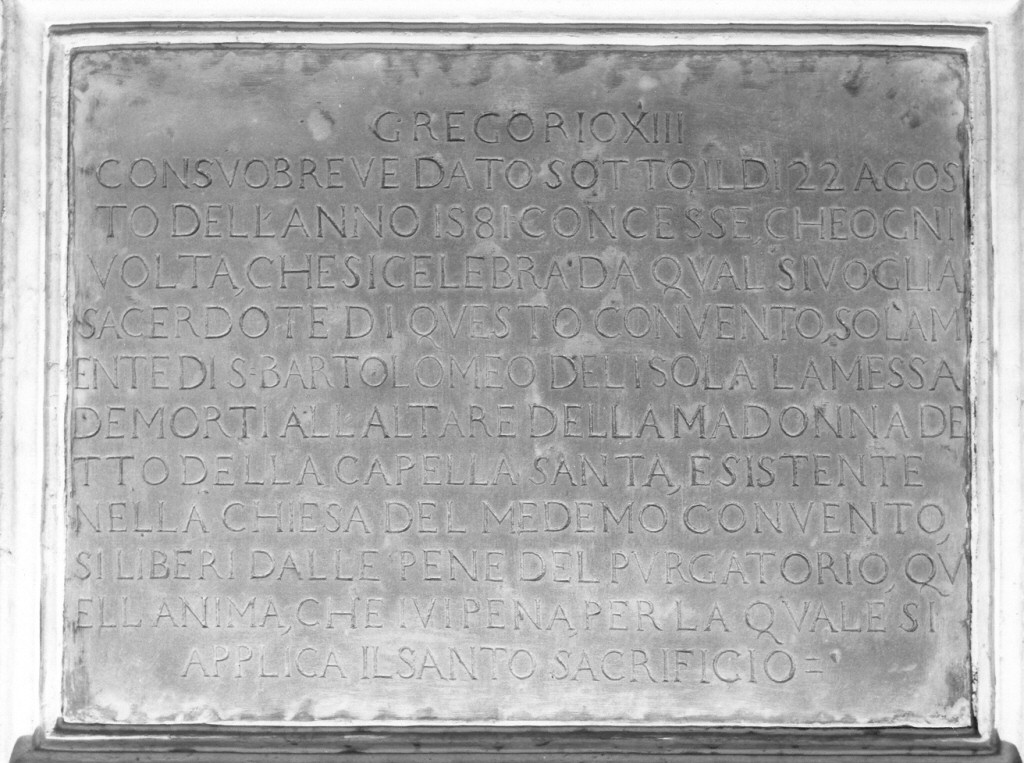 GREGORIO XIII
CON SVO BREVE DATO SOTTO IL DI 22 AGOS
TO DELL'ANNO 1581 CONCESSE, CHE OGNI
VOLTA, CHE SI CELEBRA DA QVAL SIVOGLIA
SACERDOTE DI QVESTO CONVENTO, SOLAM
ENTE DI S. BARTOLOMEO DELISOLA LA MESSA
DE MORTI ALL ALTARE DELLA MADONNA DE
TTO DELLA CAPELLA SANTA, ESISTENTE
NELLA CHIESA DEL MEDEMO CONVENTO,
SI LIBERI DALLE PENE DEL PVRGATORIO, QV
ELL ANIMA, CHE IVI PENA, PER LA QVALE SI
APPLICA IL SANTO SACRIFICIO =